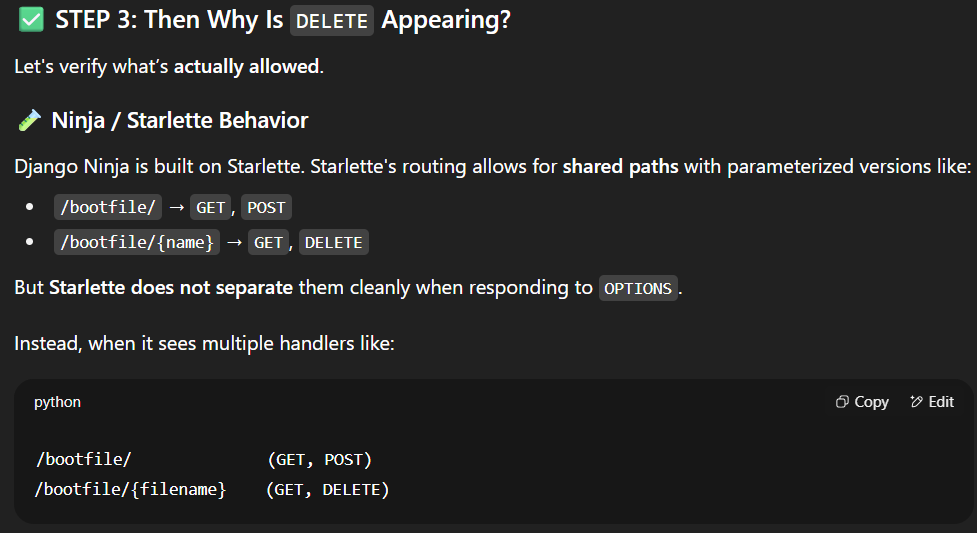 ✅ STEP 3: Then Why Is DELETE Appearing?
Let's verify what’s actually allowed.
🧪 Ninja / Starlette Behavior
Django Ninja is built on Starlette. Starlette's routing allows for shared paths with parameterized versions like:
• /bootfile/ → GET, POST
• /bootfile/{name} → GET, DELETE
But Starlette does not separate them cleanly when responding to OPTIONS.
Instead, when it sees multiple handlers like:
python Copy Edit
/bootfile/ (GET, POST)
/bootfile/{filename} (GET, DELETE)